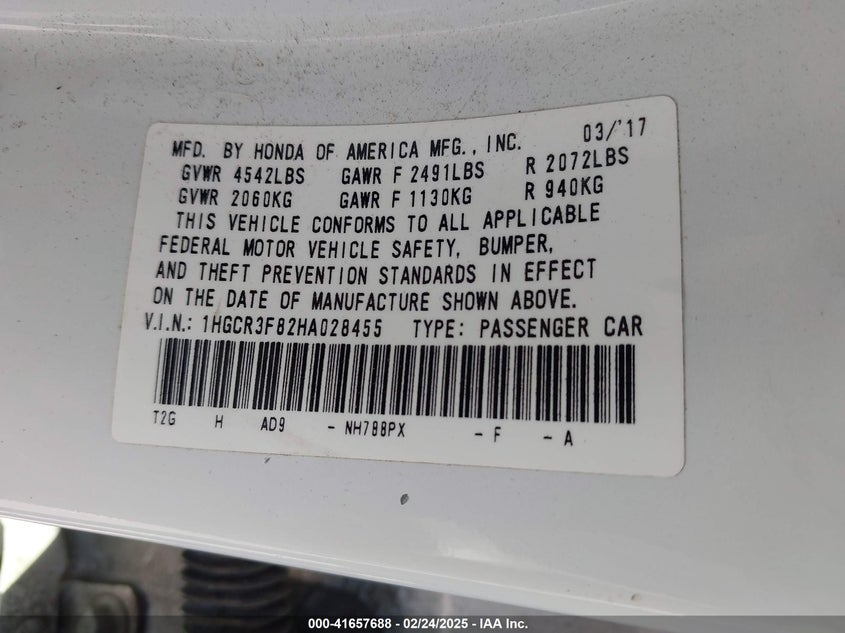 MFD. BY HONDA OF AMERICA MFG., INC. 03/'17
GVWR 4542LBS GAWR F 2491LBS R 2072LBS
GVWR 2060KG GAWR F 1130KG R 940KG
THIS VEHICLE CONFORMS TO ALL APPLICABLE
FEDERAL MOTOR VEHICLE SAFETY, BUMPER,
AND THEFT PREVENTION STANDARDS IN EFFECT
ON THE DATE OF MANUFACTURE SHOWN ABOVE.
V.I.N.: 1HGCR3F82HA028455 TYPE: PASSENGER CAR
T2G H AD9 - NH788PX - F - A
000-41657688 - 02/24/2025 - IAA Inc.